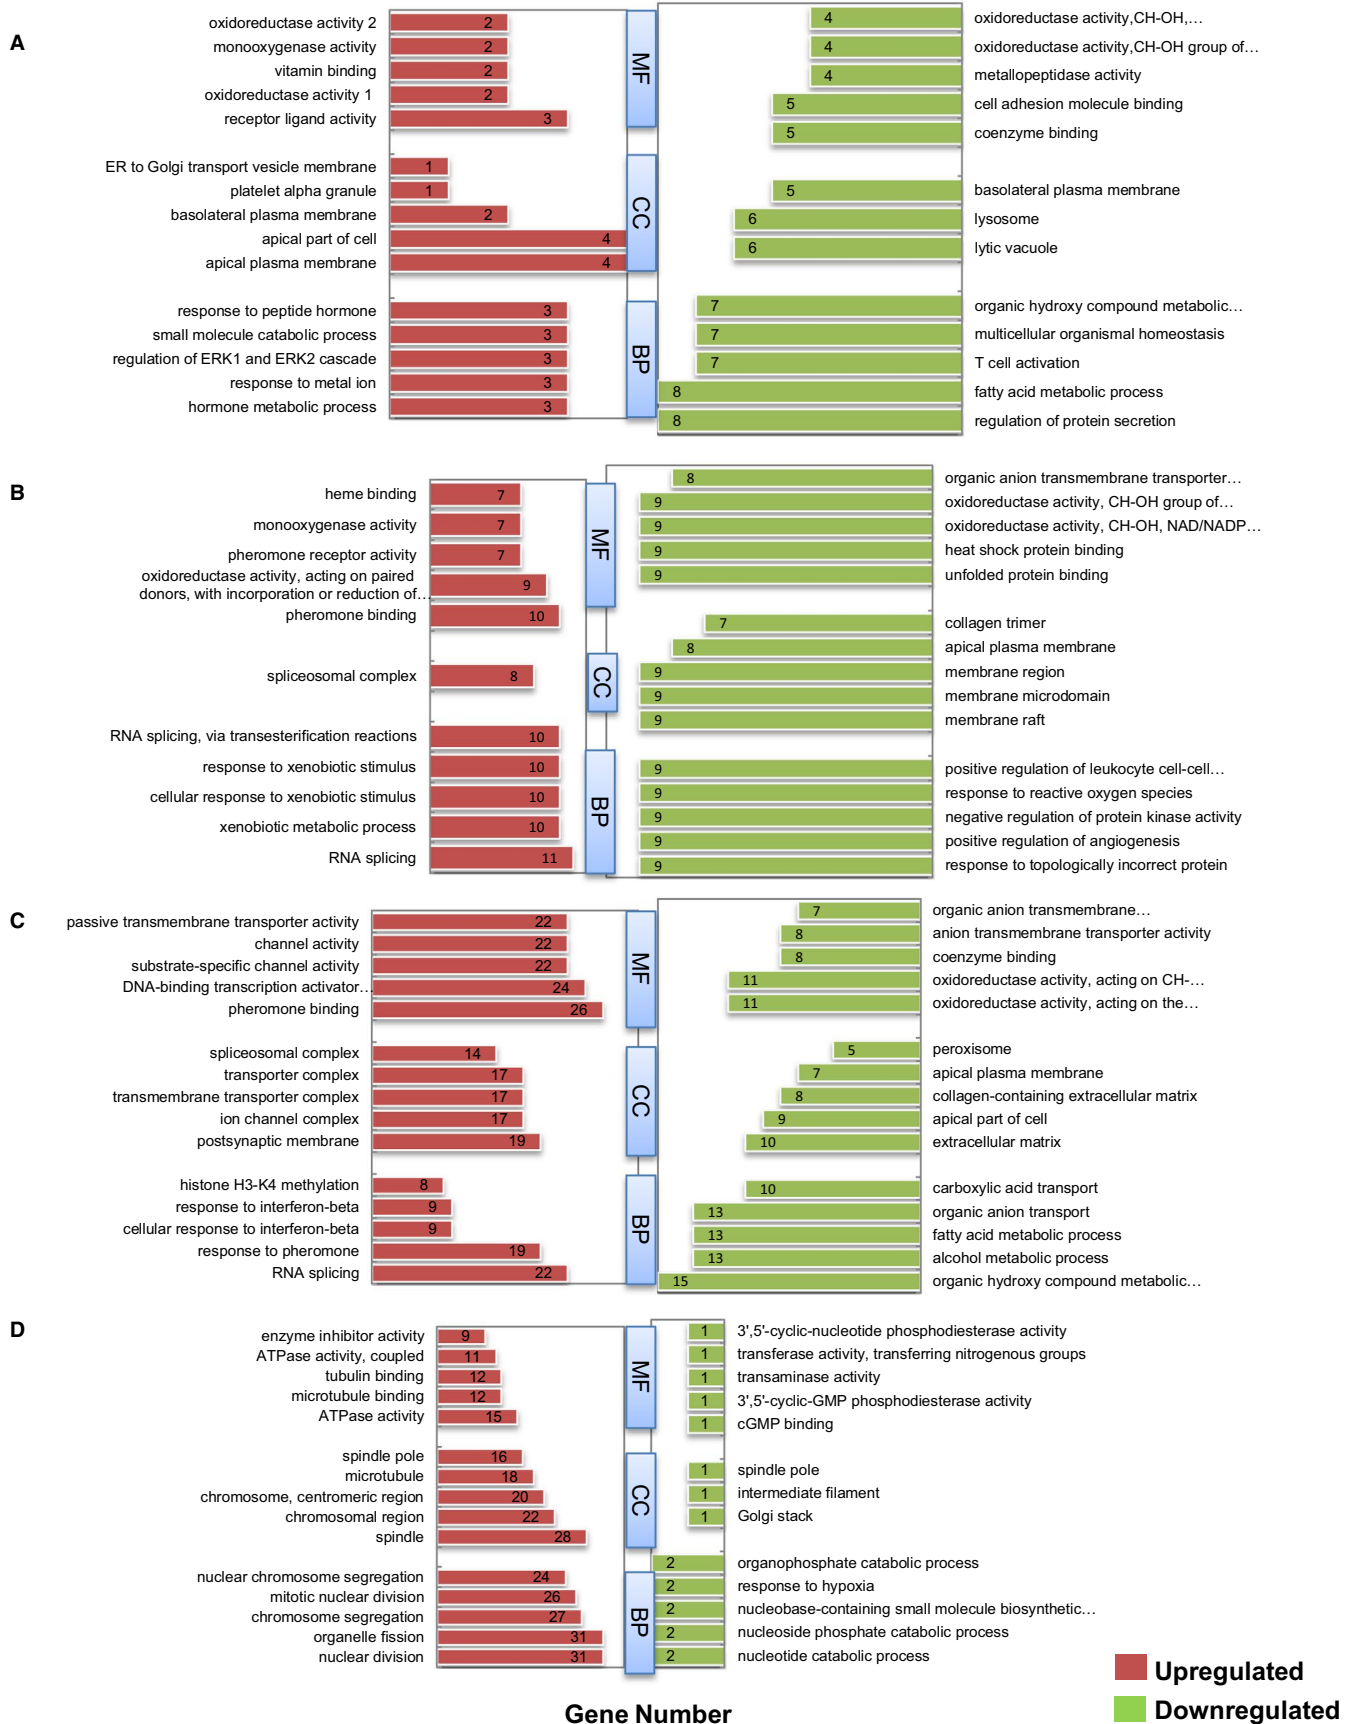 A
oxidoreductase activity 2
2
monooxygenase activity
2
vitamin binding
2
oxidoreductase activity 1
2
receptor ligand activity
3
MF
4
oxidoreductase activity,CH-OH,…
4
oxidoreductase activity,CH-OH group of…
4
metallopeptidase activity
5
cell adhesion molecule binding
5
coenzyme binding
ER to Golgi transport vesicle membrane
1
platelet alpha granule
1
basolateral plasma membrane
2
apical part of cell
4
apical plasma membrane
4
CC
5
basolateral plasma membrane
6
lysosome
6
lytic vacuole
response to peptide hormone
3
small molecule catabolic process
3
regulation of ERK1 and ERK2 cascade
3
response to metal ion
3
hormone metabolic process
3
BP
7
organic hydroxy compound metabolic…
7
multicellular organismal homeostasis
7
T cell activation
8
fatty acid metabolic process
8
regulation of protein secretion
B
heme binding
7
monooxygenase activity
7
pheromone receptor activity
7
oxidoreductase activity, acting on paired
donors, with incorporation or reduction of…
9
pheromone binding
10
MF
8
organic anion transmembrane transporter…
9
oxidoreductase activity, CH-OH group of…
9
oxidoreductase activity, CH-OH, NAD/NADP…
9
heat shock protein binding
9
unfolded protein binding
spliceosomal complex
8
CC
7
collagen trimer
8
apical plasma membrane
9
membrane region
9
membrane microdomain
9
membrane raft
RNA splicing, via transesterification reactions
10
response to xenobiotic stimulus
10
cellular response to xenobiotic stimulus
10
xenobiotic metabolic process
10
RNA splicing
11
BP
9
positive regulation of leukocyte cell-cell…
9
response to reactive oxygen species
9
negative regulation of protein kinase activity
9
positive regulation of angiogenesis
9
response to topologically incorrect protein
C
passive transmembrane transporter activity
22
channel activity
22
substrate-specific channel activity
22
DNA-binding transcription activator…
24
pheromone binding
26
MF
7
organic anion transmembrane…
8
anion transmembrane transporter activity
8
coenzyme binding
11
oxidoreductase activity, acting on CH-…
11
oxidoreductase activity, acting on the…
spliceosomal complex
14
transporter complex
17
transmembrane transporter complex
17
ion channel complex
17
postsynaptic membrane
19
CC
5
peroxisome
7
apical plasma membrane
8
collagen-containing extracellular matrix
9
apical part of cell
10
extracellular matrix
histone H3-K4 methylation
8
response to interferon-beta
9
cellular response to interferon-beta
9
response to pheromone
19
RNA splicing
22
BP
10
carboxylic acid transport
13
organic anion transport
13
fatty acid metabolic process
13
alcohol metabolic process
15
organic hydroxy compound metabolic…
D
enzyme inhibitor activity
9
ATPase activity, coupled
11
tubulin binding
12
microtubule binding
12
ATPase activity
15
MF
1
3',5'-cyclic-nucleotide phosphodiesterase activity
1
transferase activity, transferring nitrogenous groups
1
transaminase activity
1
3',5'-cyclic-GMP phosphodiesterase activity
1
cGMP binding
spindle pole
16
microtubule
18
chromosome, centromeric region
20
chromosomal region
22
spindle
28
CC
1
spindle pole
1
intermediate filament
1
Golgi stack
nuclear chromosome segregation
24
mitotic nuclear division
26
chromosome segregation
27
organelle fission
31
nuclear division
31
BP
2
organophosphate catabolic process
2
response to hypoxia
2
nucleobase-containing small molecule biosynthetic…
2
nucleoside phosphate catabolic process
2
nucleotide catabolic process
Upregulated
Downregulated
Gene Number